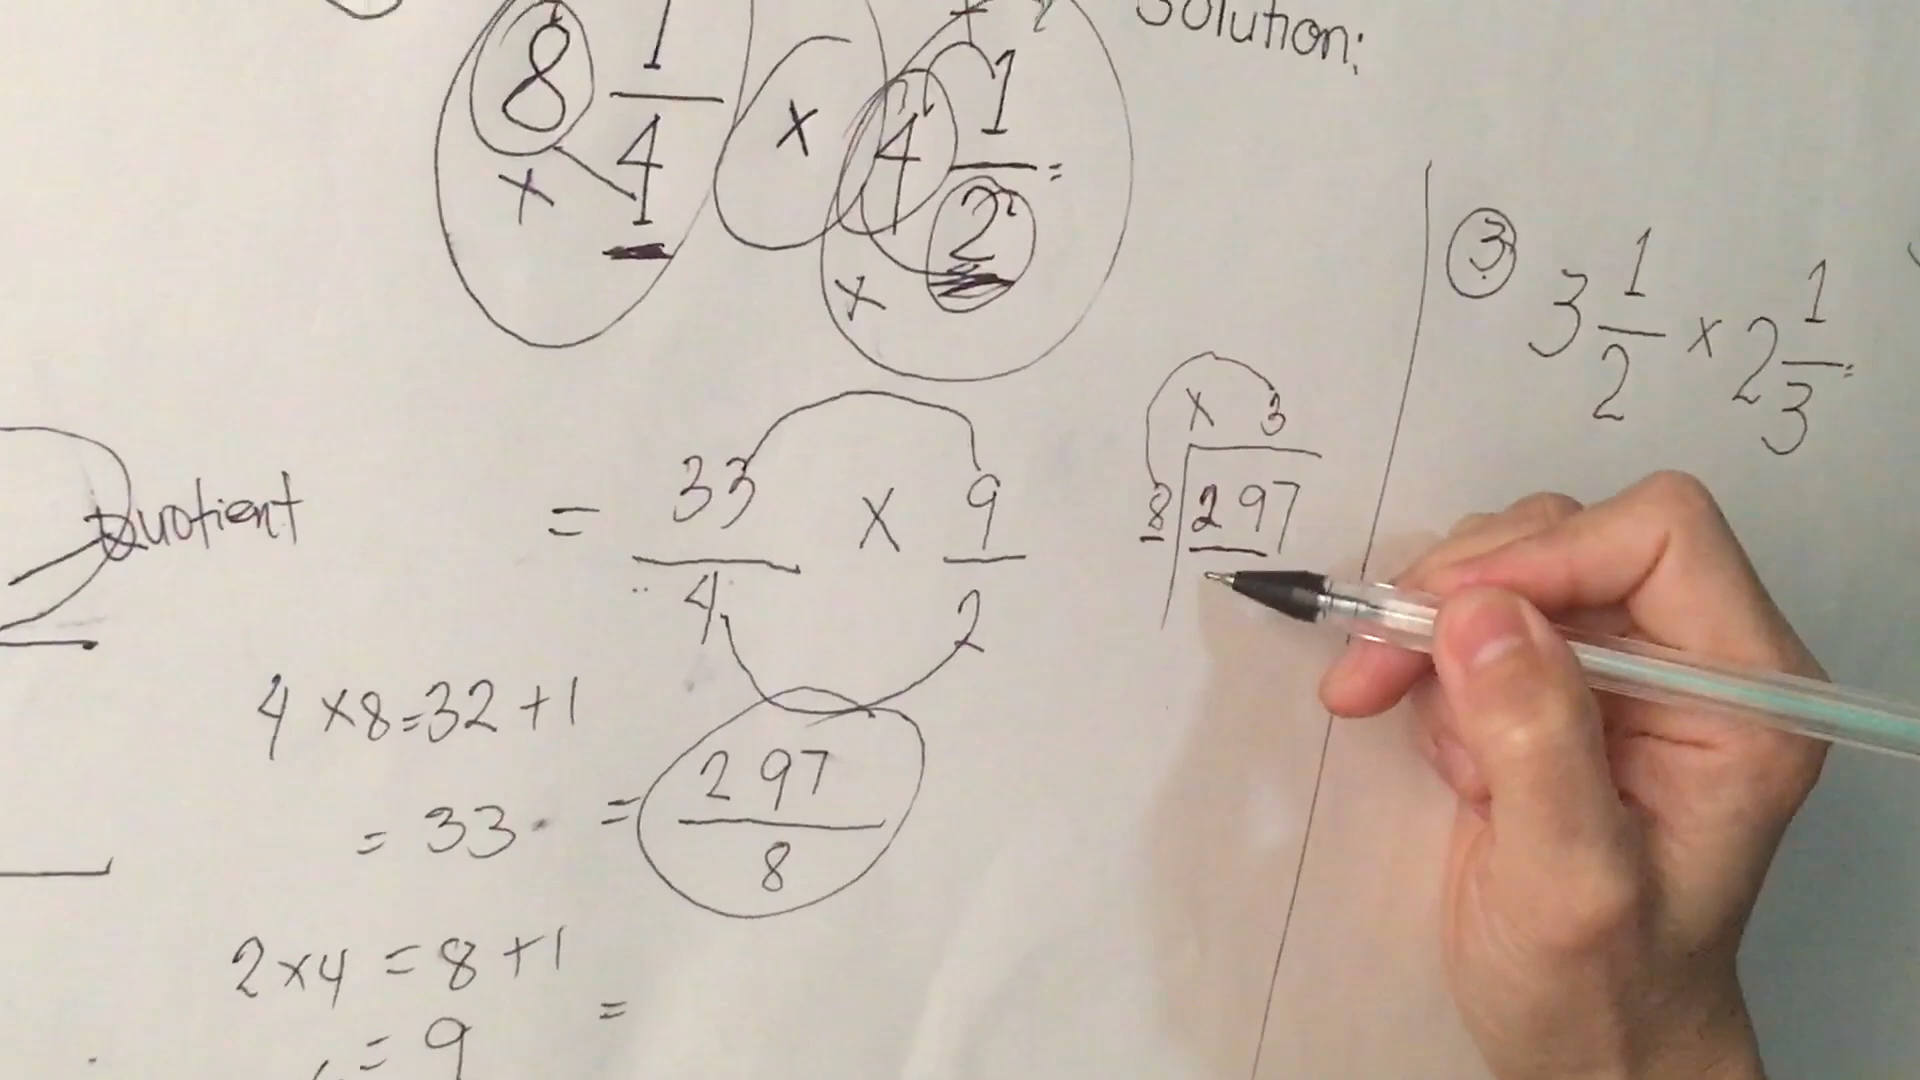 Solution:
8 1/4 × 4 1/2 =
× ×
③ 3 1/2 × 2 1/3 =
Quotient
= 33/4 × 9/2
× 3
8 297
4 × 8 = 32 + 1
= 33
= 297/8
2 × 4 = 8 + 1
= 9
=